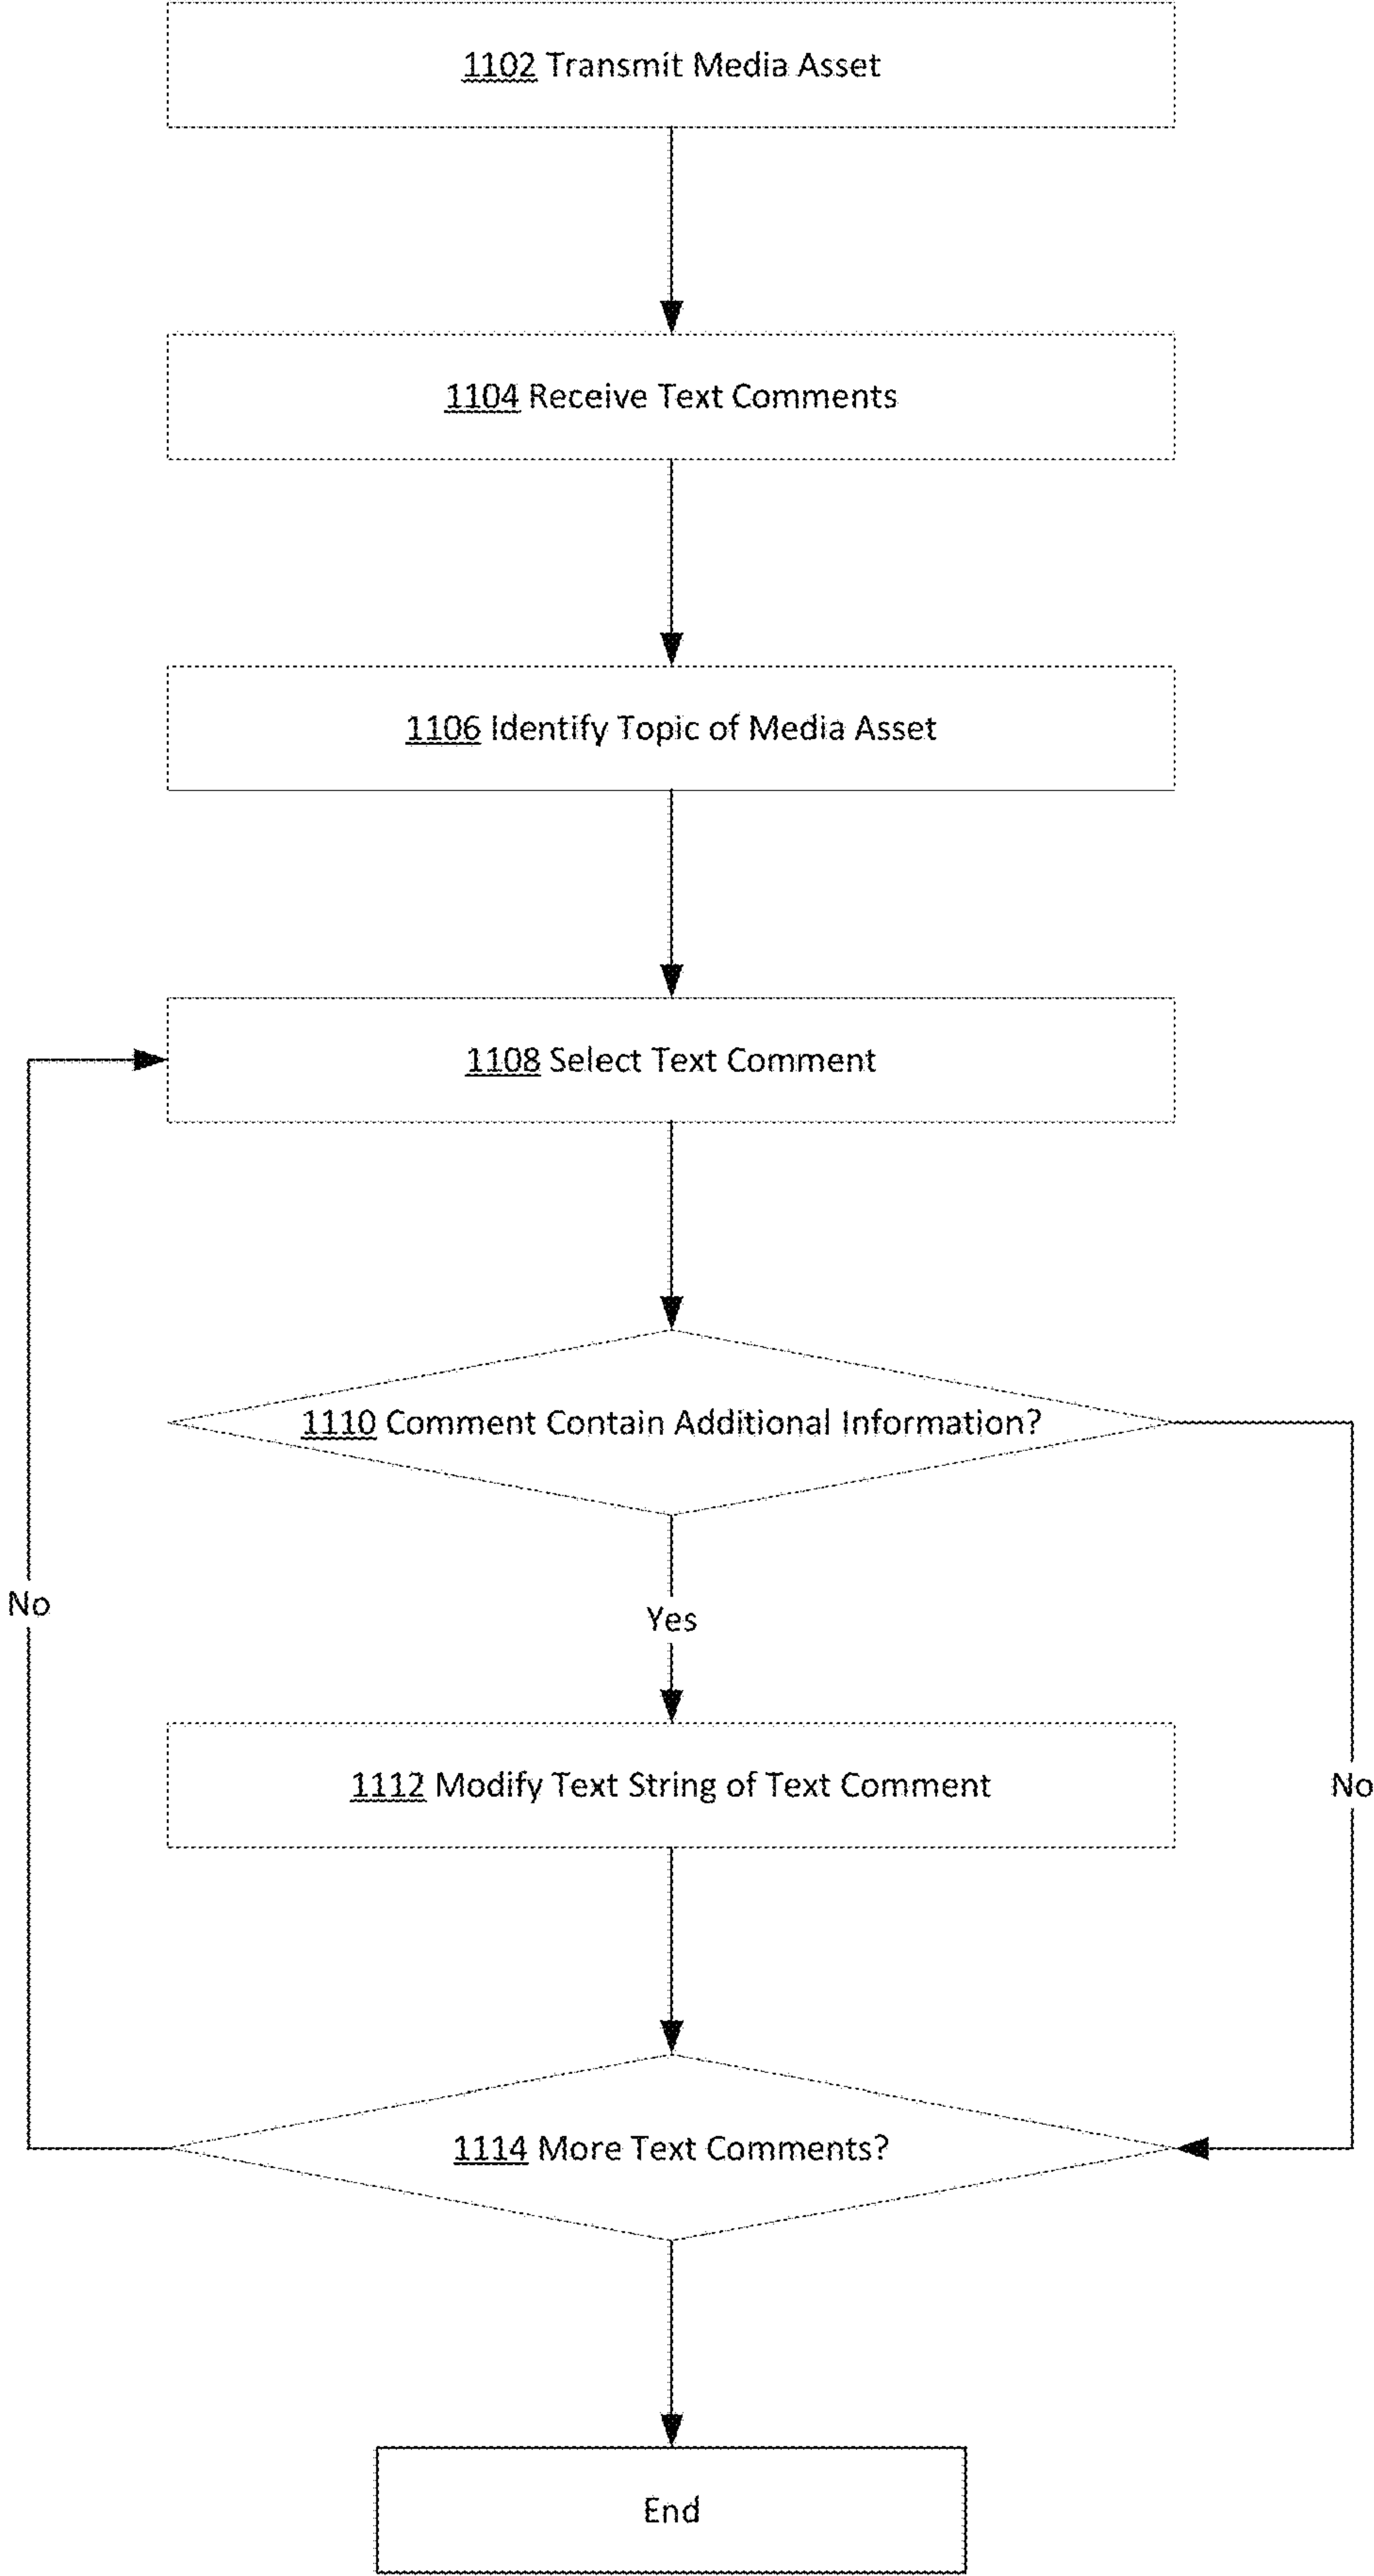 1102 Transmit Media Asset
1104 Receive Text Comments
1106 Identify Topic of Media Asset
1108 Select Text Comment
1110 Comment Contain Additional Information?
No
Yes
1112 Modify Text String of Text Comment
No
1114 More Text Comments?
End